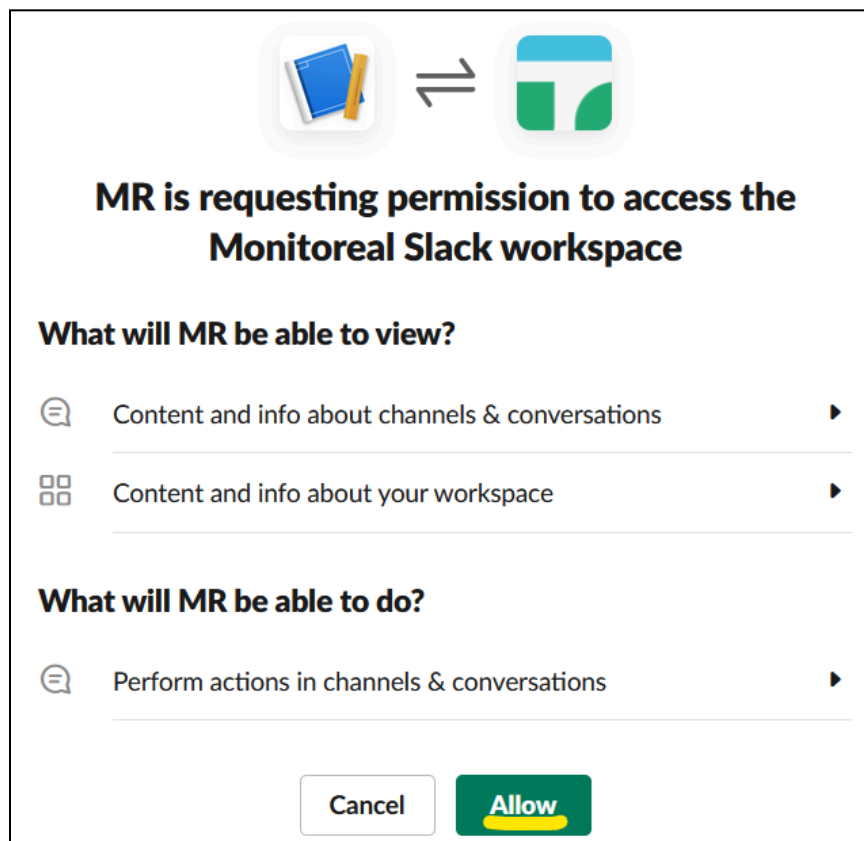 MR is requesting permission to access the
Monitoreal Slack workspace
What will MR be able to view?
Content and info about channels & conversations
Content and info about your workspace
What will MR be able to do?
Perform actions in channels & conversations
Cancel
Allow